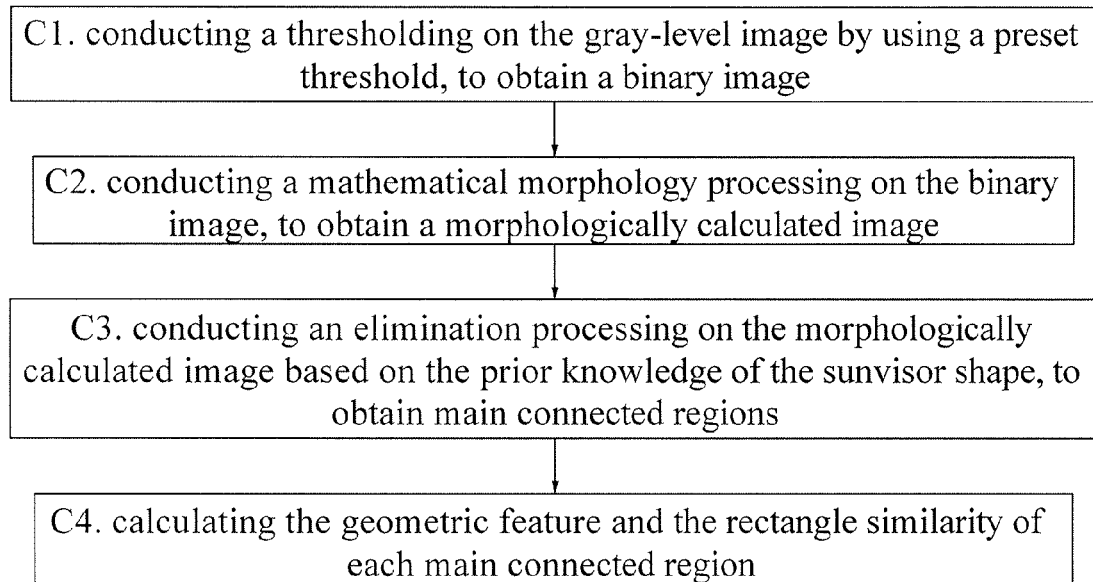 C1. conducting a thresholding on the gray-level image by using a preset
threshold, to obtain a binary image
C2. conducting a mathematical morphology processing on the binary
image, to obtain a morphologically calculated image
C3. conducting an elimination processing on the morphologically
calculated image based on the prior knowledge of the sunvisor shape, to
obtain main connected regions
C4. calculating the geometric feature and the rectangle similarity of
each main connected region